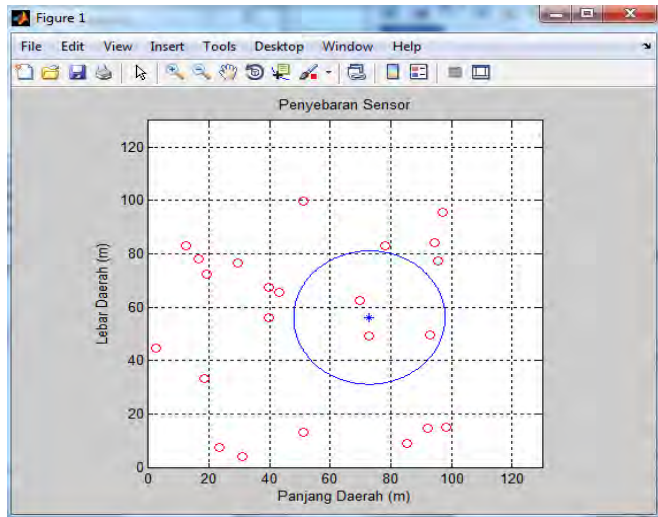 Figure 1
File Edit View Insert Tools Desktop Window Help
Penyebaran Sensor
120
100
80
60
40
20
0
Lebar Daerah (m)
0 20 40 60 80 100 120
Panjang Daerah (m)